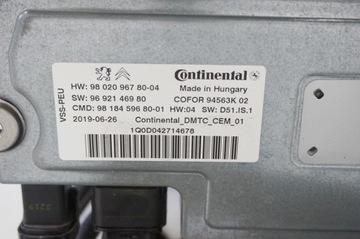 Continental
HW: 98 020 967 80-04 Made in Hungary
SW: 96 921 469 80 COFOR 94563K 02
CMD: 98 184 596 80-01 HW:04 SW: D51.IS.1
2019-06-26 Continental_DMTC_CEM_01
1Q0D042714678
VSS-PEU
3219